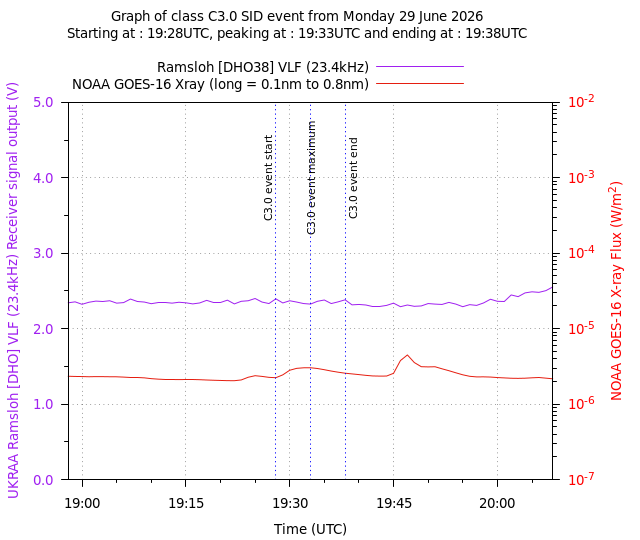 Graph of class C3.0 SID event from Monday 29 June 2026
Starting at : 19:28UTC, peaking at : 19:33UTC and ending at : 19:38UTC
Ramsloh [DHO38] VLF (23.4kHz)
NOAA GOES-16 Xray (long = 0.1nm to 0.8nm)
UKRAA Ramsloh [DHO] VLF (23.4kHz) Receiver signal output (V)
5.0
4.0
3.0
2.0
1.0
0.0
C3.0 event start
C3.0 event maximum
C3.0 event end
10-2
10-3
10-4
10-5
10-6
10-7
NOAA GOES-16 X-ray Flux (W/m2)
19:00 19:15 19:30 19:45 20:00
Time (UTC)